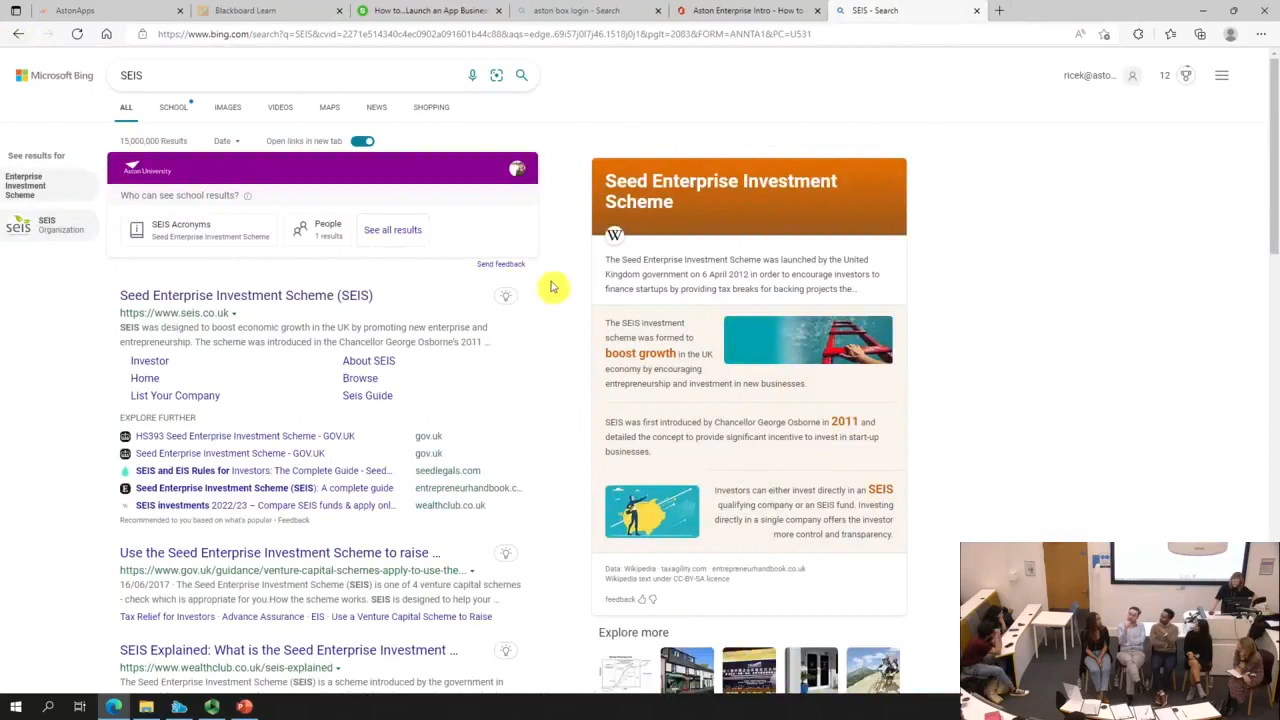 AstonApps
Blackboard Learn
How to...Launch an App Business
aston box login - Search
Aston Enterprise Intro - How to
SEIS - Search
https://www.bing.com/search?q=SEIS&cvid=2271e514340c4ec0902a091601b44c88&aqs=edge..69i57j0l7j46.1518j0j1&pglt=2083&FORM=ANNTA1&PC=U531
Microsoft Bing
SEIS
ricek@asto...
12
ALL
SCHOOL
IMAGES
VIDEOS
MAPS
NEWS
SHOPPING
15,000,000 Results
Date
Open links in new tab
See results for
Enterprise
Investment
Scheme
seis
SEIS
Organization
Aston University
Who can see school results?
SEIS Acronyms
Seed Enterprise Investment Scheme
People
1 results
See all results
Send feedback
Seed Enterprise Investment Scheme (SEIS)
https://www.seis.co.uk
SEIS was designed to boost economic growth in the UK by promoting new enterprise and
entrepreneurship. The scheme was introduced in the Chancellor George Osborne's 2011 ...
Investor
About SEIS
Home
Browse
List Your Company
Seis Guide
EXPLORE FURTHER
HS393 Seed Enterprise Investment Scheme - GOV.UK
gov.uk
Seed Enterprise Investment Scheme - GOV.UK
gov.uk
SEIS and EIS Rules for Investors: The Complete Guide - Seed...
seedlegals.com
Seed Enterprise Investment Scheme (SEIS): A complete guide
entrepreneurhandbook.c...
SEIS investments 2022/23 – Compare SEIS funds & apply onl...
wealthclub.co.uk
Recommended to you based on what's popular • Feedback
Use the Seed Enterprise Investment Scheme to raise ...
https://www.gov.uk/guidance/venture-capital-schemes-apply-to-use-the...
16/06/2017 · The Seed Enterprise Investment Scheme (SEIS) is one of 4 venture capital schemes
- check which is appropriate for you.How the scheme works. SEIS is designed to help your ...
Tax Relief for Investors · Advance Assurance · EIS · Use a Venture Capital Scheme to Raise
SEIS Explained: What is the Seed Enterprise Investment ...
https://www.wealthclub.co.uk/seis-explained
The Seed Enterprise Investment Scheme (SEIS) is a scheme introduced by the government in
Seed Enterprise Investment
Scheme
W
The Seed Enterprise Investment Scheme was launched by the United
Kingdom government on 6 April 2012 in order to encourage investors to
finance startups by providing tax breaks for backing projects the...
The SEIS investment
scheme was formed to
boost growth in the UK
economy by encouraging
entrepreneurship and investment in new businesses.
SEIS was first introduced by Chancellor George Osborne in 2011 and
detailed the concept to provide significant incentive to invest in start-up
businesses.
Investors can either invest directly in an SEIS
qualifying company or an SEIS fund. Investing
directly in a single company offers the investor
more control and transparency.
Data: Wikipedia · taxagility.com · entrepreneurhandbook.co.uk
Wikipedia text under CC-BY-SA licence
feedback
Explore more